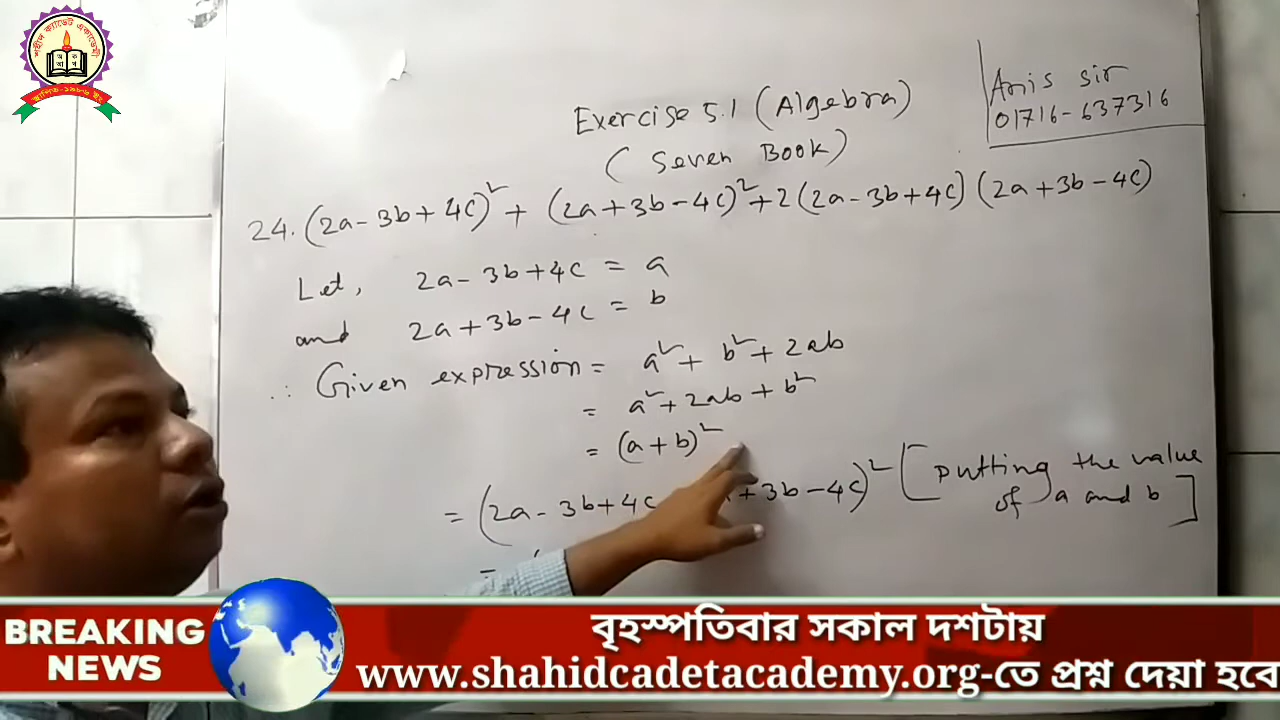 শহীদ ক্যাডেট একাডেমী
স্থাপিত-১৯৮৬ ইং
Anis sir
01716-637316
Exercise 5.1 (Algebra)
(Seven Book)
24. (2a - 3b + 4c)² + (2a + 3b - 4c)² + 2(2a - 3b + 4c)(2a + 3b - 4c)
Let, 2a - 3b + 4c = a
and 2a + 3b - 4c = b
∴ Given expression = a² + b² + 2ab
= a² + 2ab + b²
= (a + b)²
= (2a - 3b + 4c + 3b - 4c)² [putting the value
of a and b]
BREAKING
NEWS
বৃহস্পতিবার সকাল দশটায়
www.shahidcadetacademy.org-তে প্রশ্ন দেয়া হবে